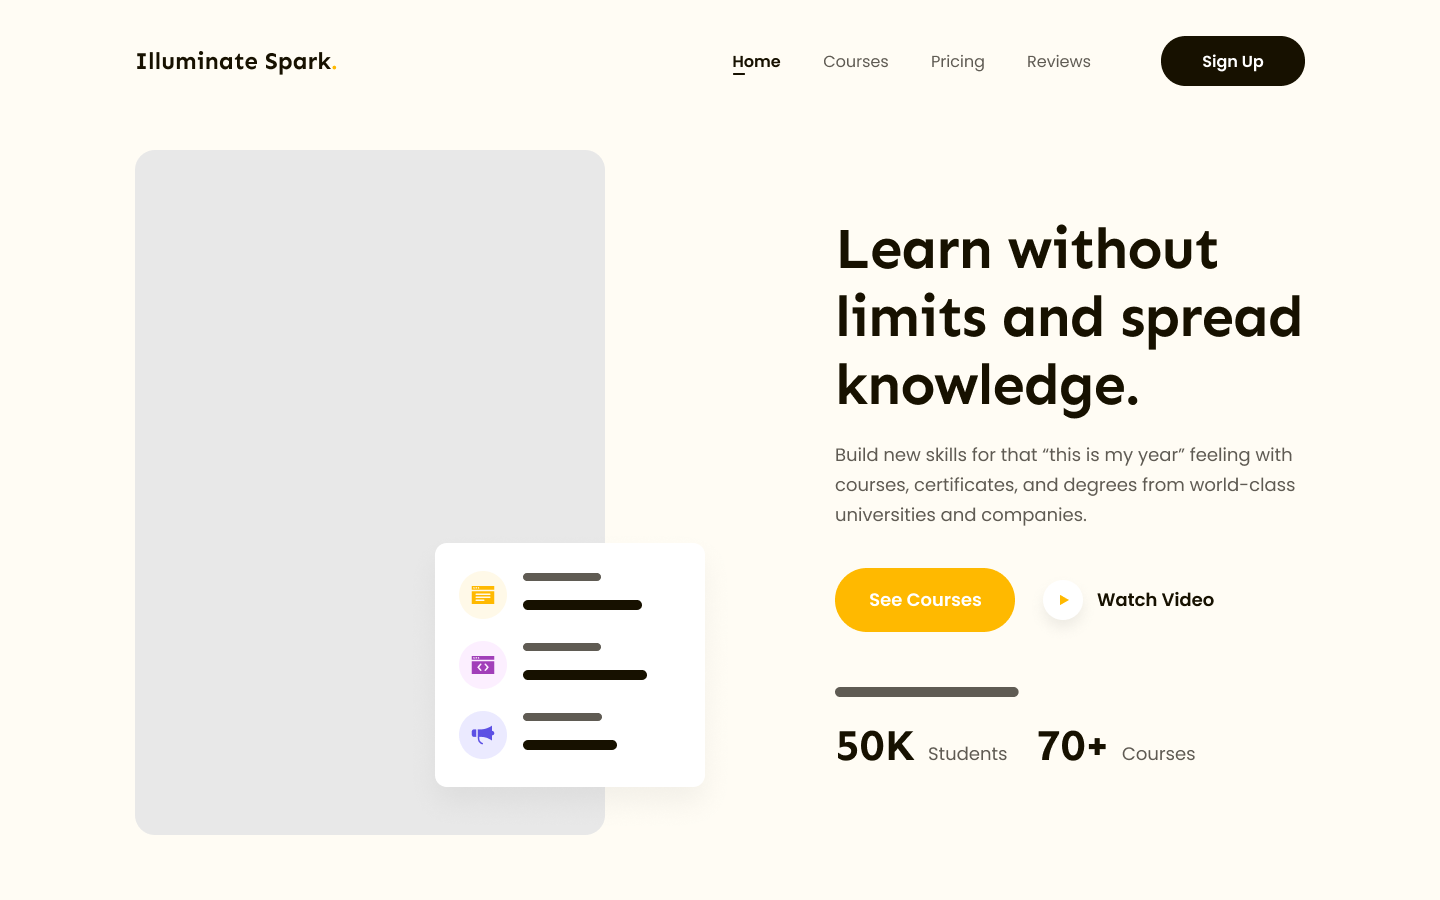 Illuminate Spark.
Home
Courses
Pricing
Reviews
Sign Up
Learn without
limits and spread
knowledge.
Build new skills for that “this is my year” feeling with
courses, certificates, and degrees from world-class
universities and companies.
See Courses
Watch Video
50K Students
70+ Courses